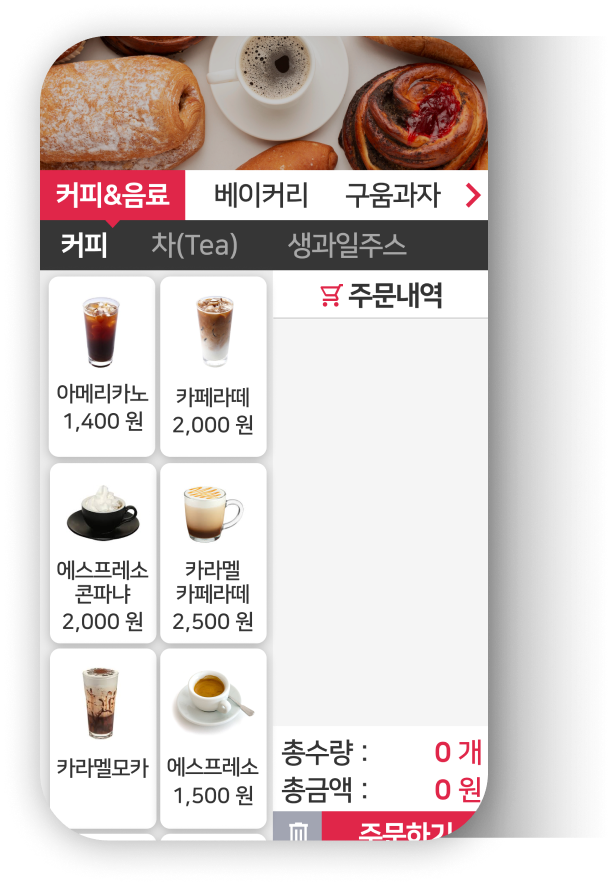 커피&음료 베이커리 구움과자
커피 차(Tea) 생과일주스
주문내역
아메리카노
1,400 원
카페라떼
2,000 원
에스프레소
콘파냐
2,000 원
카라멜
카페라떼
2,500 원
카라멜모카
에스프레소
1,500 원
총수량 : 0 개
총금액 : 0 원
주문하기